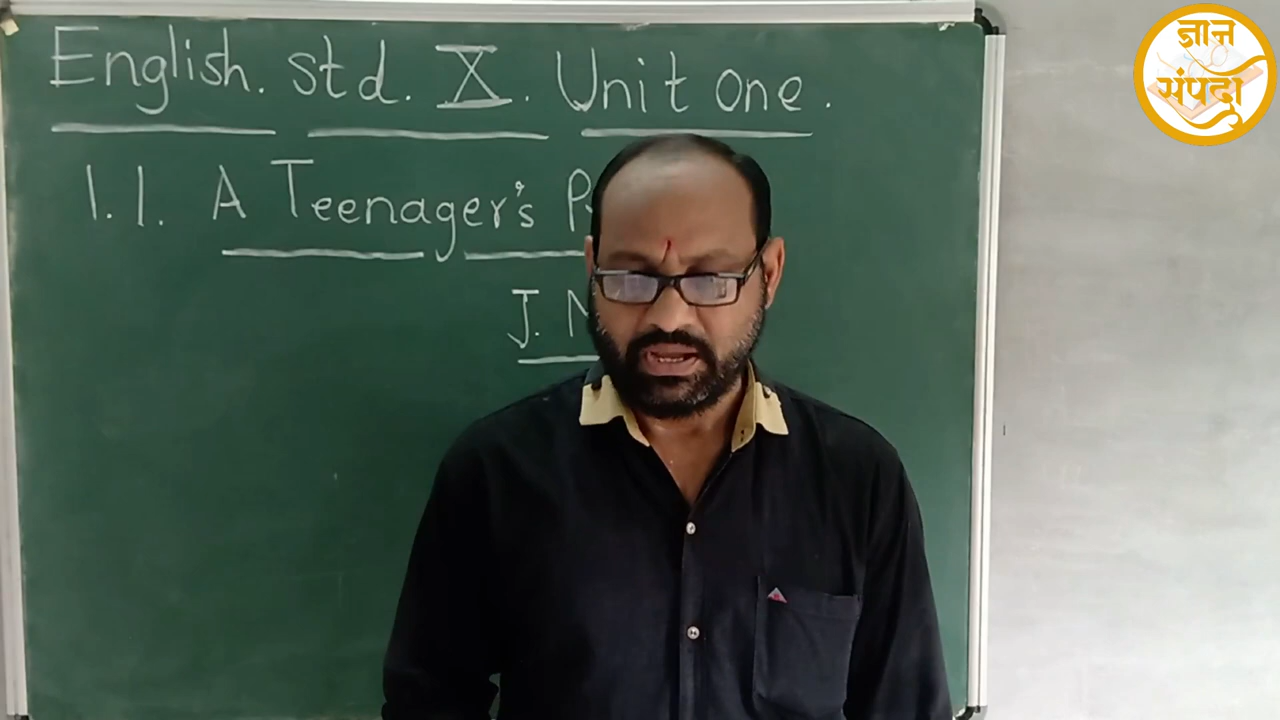 English. Std. X. Unit one.
1.1. A Teenager's
J.
ज्ञान
संपदा